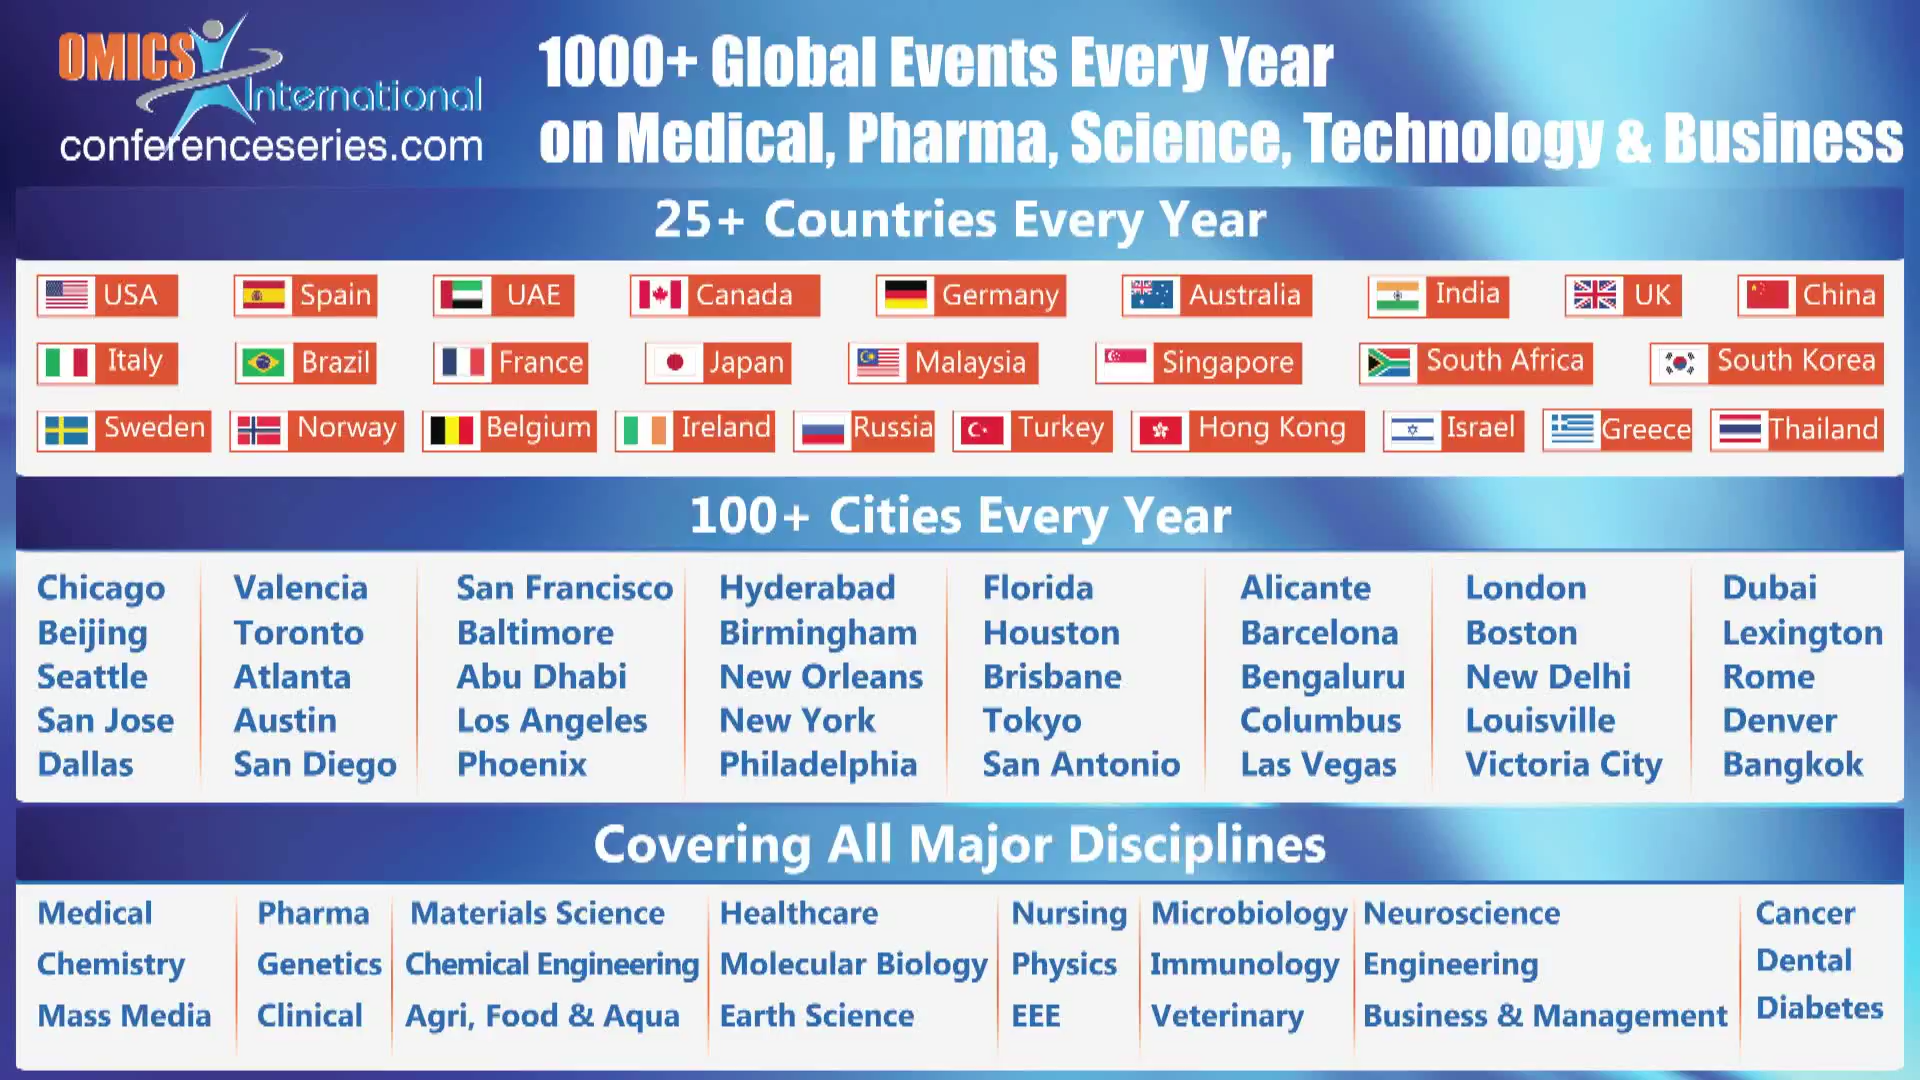 OMICS
International
conferenceseries.com
1000+ Global Events Every Year
on Medical, Pharma, Science, Technology & Business
25+ Countries Every Year
USA Spain UAE Canada Germany Australia India UK China
Italy Brazil France Japan Malaysia Singapore South Africa South Korea
Sweden Norway Belgium Ireland Russia Turkey Hong Kong Israel Greece Thailand
100+ Cities Every Year
Chicago Valencia San Francisco Hyderabad Florida Alicante London Dubai
Beijing Toronto Baltimore Birmingham Houston Barcelona Boston Lexington
Seattle Atlanta Abu Dhabi New Orleans Brisbane Bengaluru New Delhi Rome
San Jose Austin Los Angeles New York Tokyo Columbus Louisville Denver
Dallas San Diego Phoenix Philadelphia San Antonio Las Vegas Victoria City Bangkok
Covering All Major Disciplines
Medical Pharma Materials Science Healthcare Nursing Microbiology Neuroscience Cancer
Chemistry Genetics Chemical Engineering Molecular Biology Physics Immunology Engineering Dental
Mass Media Clinical Agri, Food & Aqua Earth Science EEE Veterinary Business & Management Diabetes